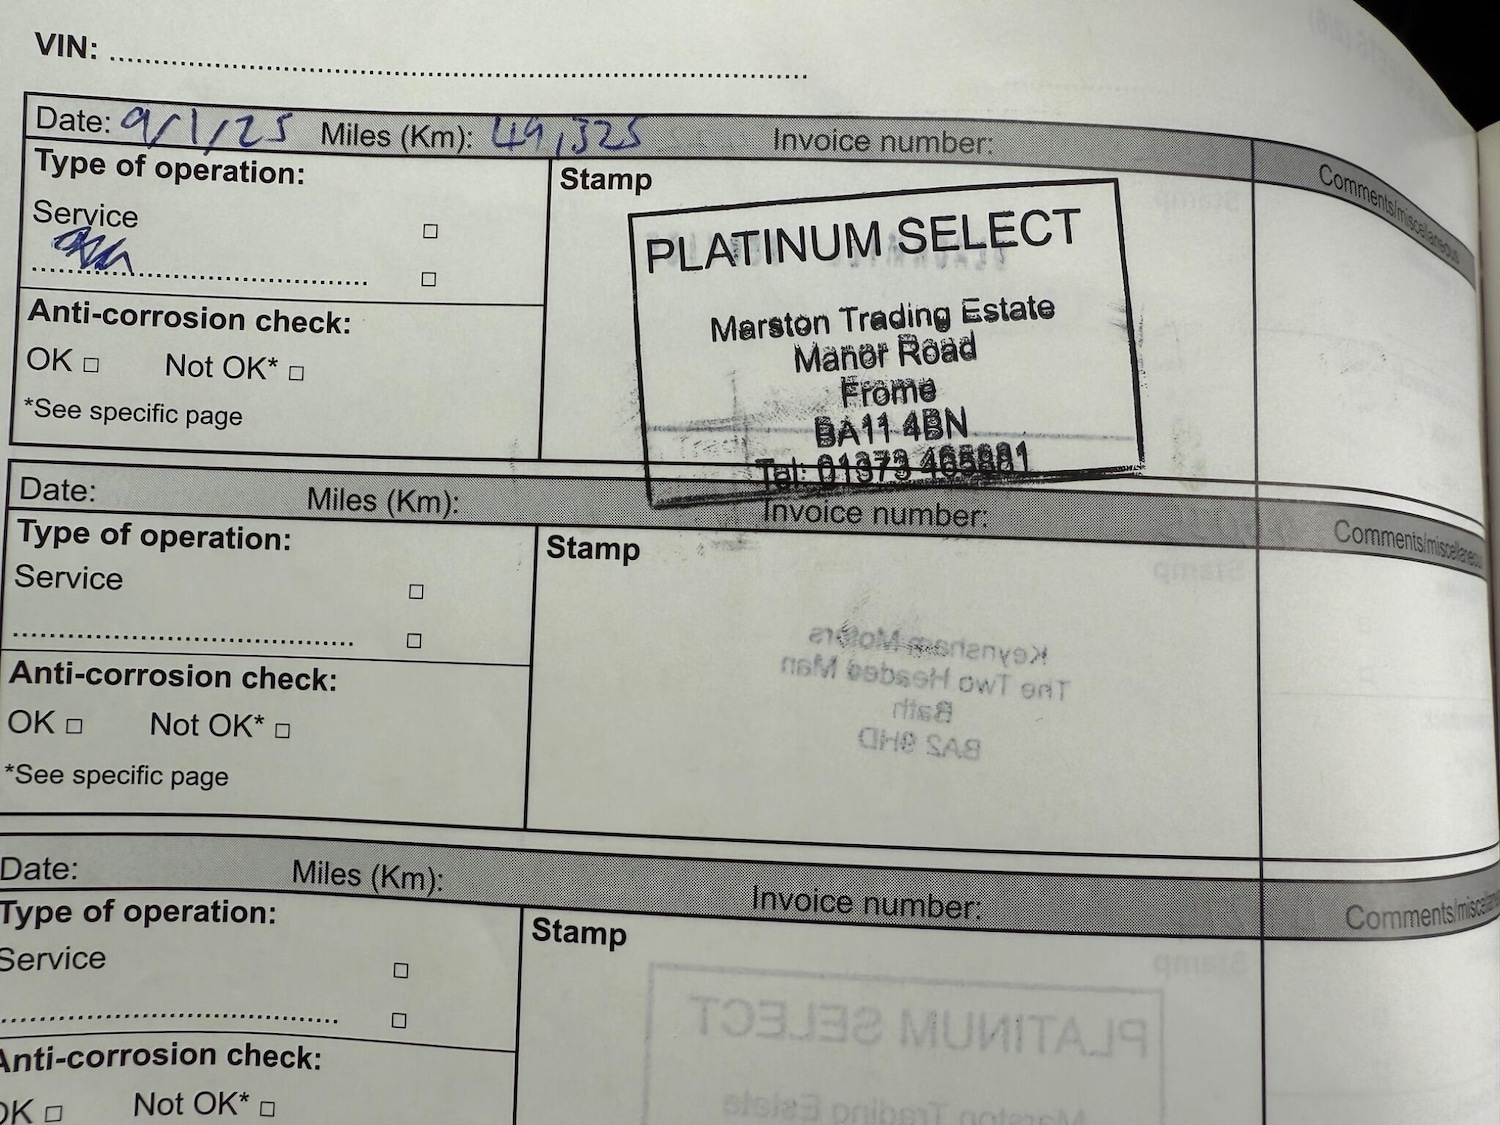 VIN: ........................................
Date: 9/1/25 Miles (Km): 49,325 Invoice number:
Comments/miscellaneous
Type of operation:
Service □
........................................ □
Anti-corrosion check:
OK □ Not OK* □
*See specific page
Stamp
PLATINUM SELECT
Marston Trading Estate
Manor Road
Frome
BA11 4BN
Tel: 01373
Date: Miles (Km): Invoice number:
Comments/miscellaneous
Type of operation:
Service □
........................................ □
Anti-corrosion check:
OK □ Not OK* □
*See specific page
Stamp
Keynsham Motors
The Two Headed Man
Bath
BA2 9HD
Date: Miles (Km): Invoice number:
Comments/miscellaneous
Type of operation:
Service □
........................................ □
Anti-corrosion check:
OK □ Not OK* □
Stamp
PLATINUM SELECT
Marston Trading Estate